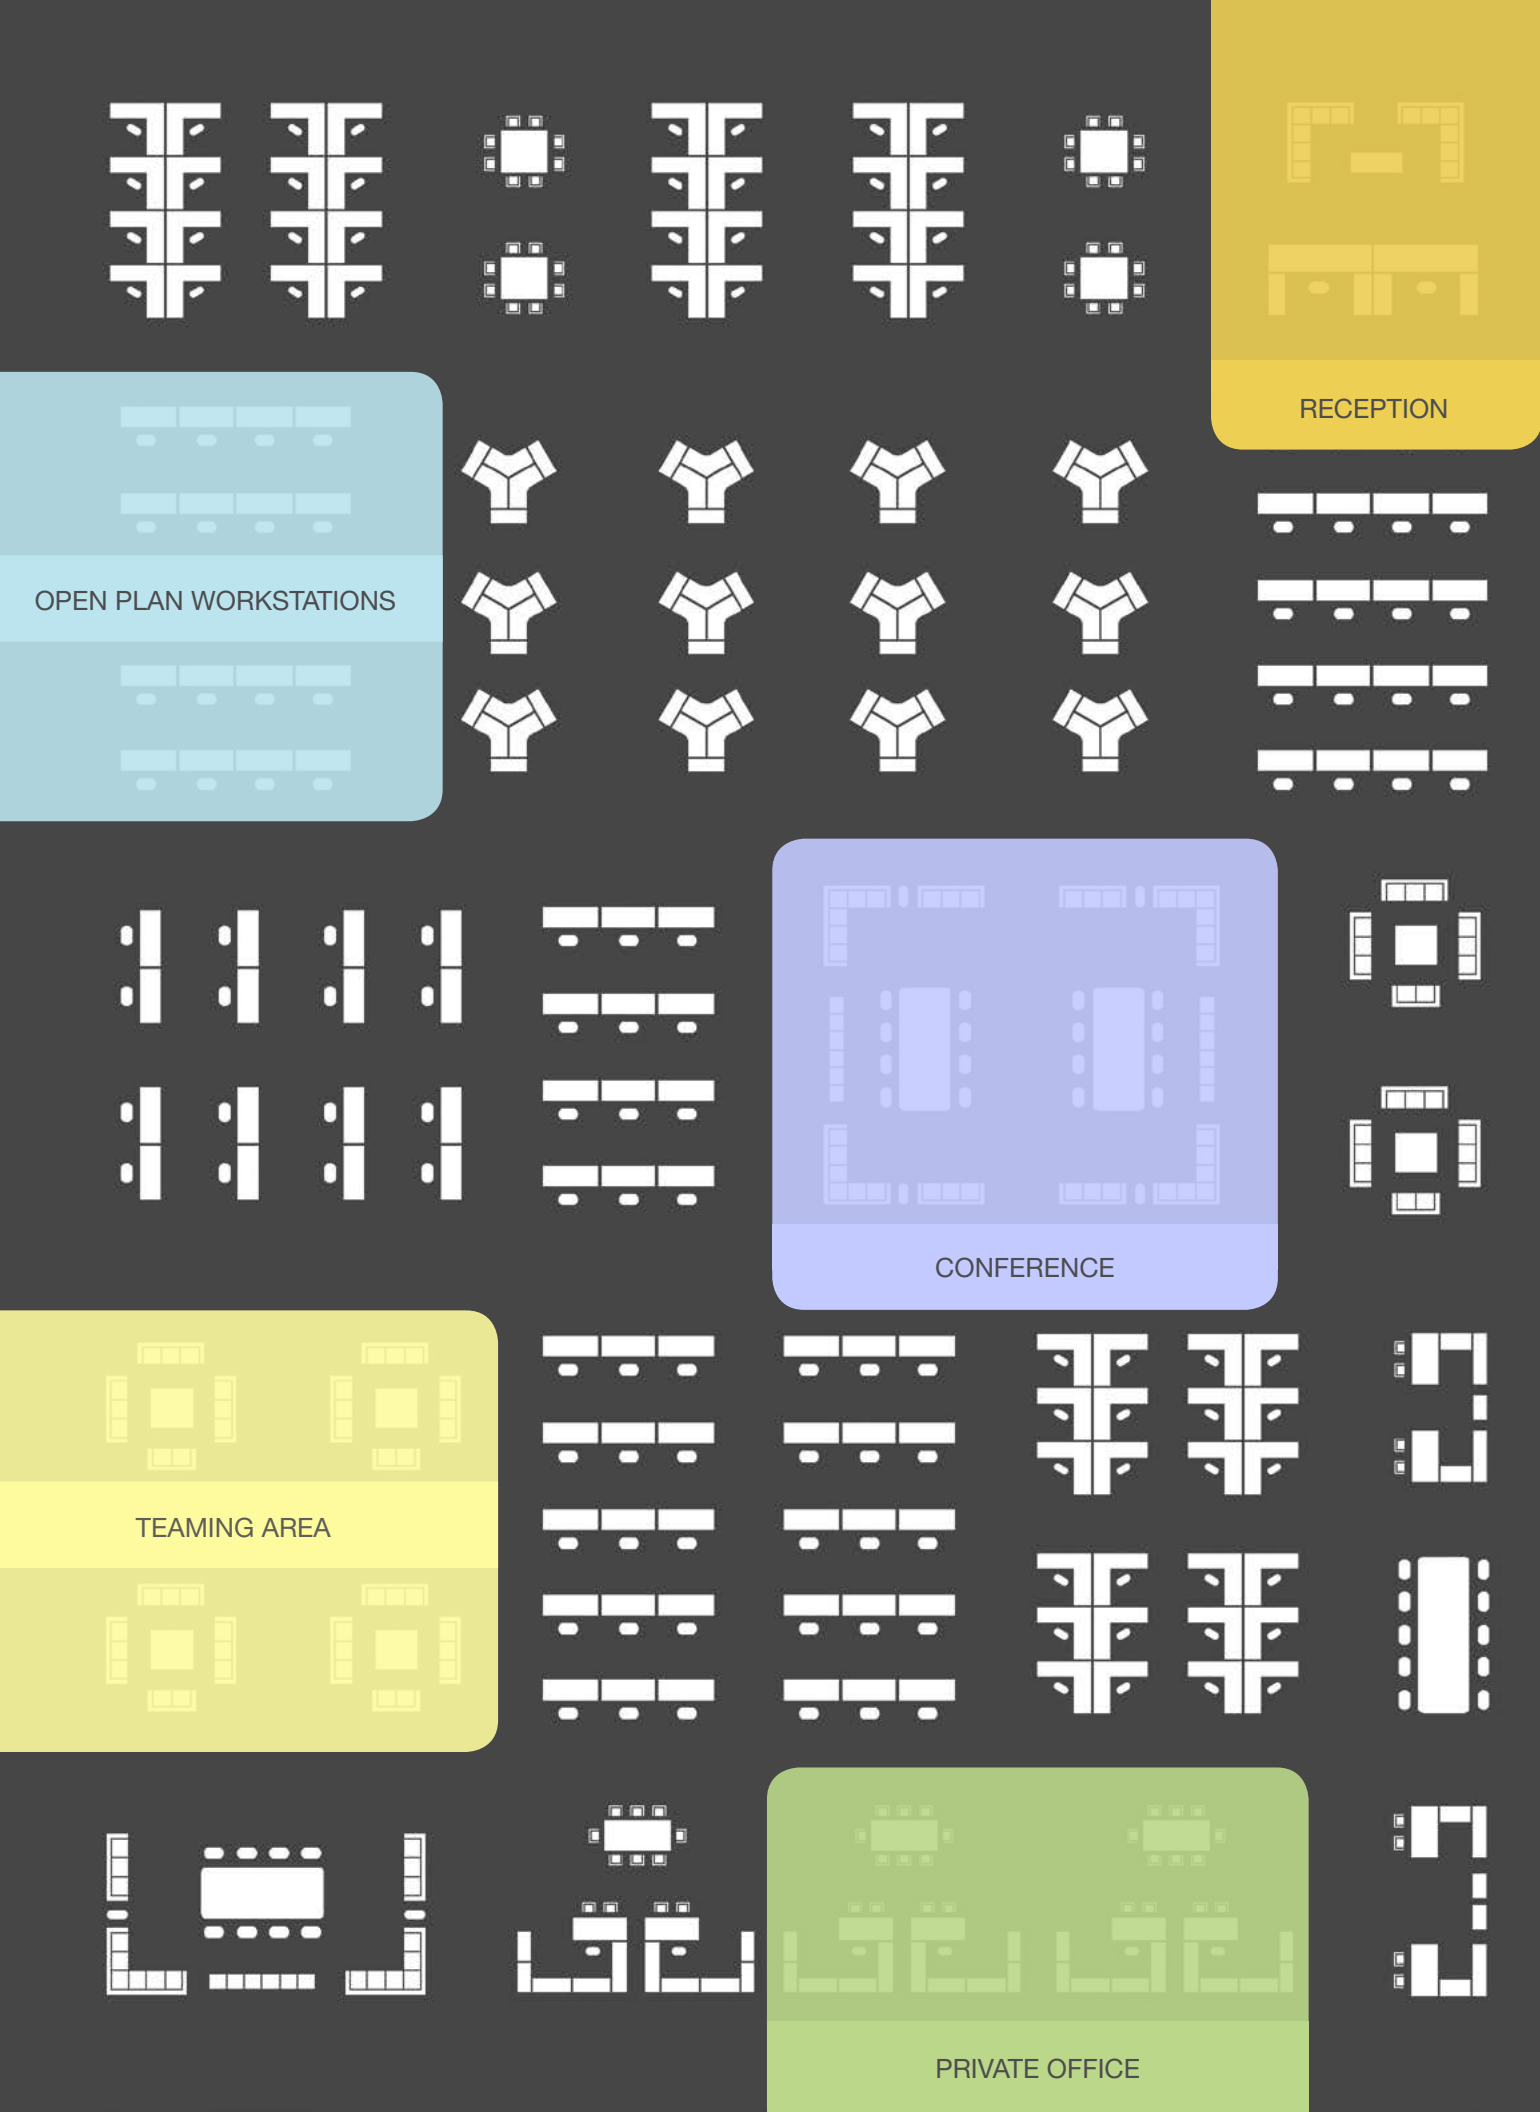 RECEPTION
OPEN PLAN WORKSTATIONS
CONFERENCE
TEAMING AREA
PRIVATE OFFICE